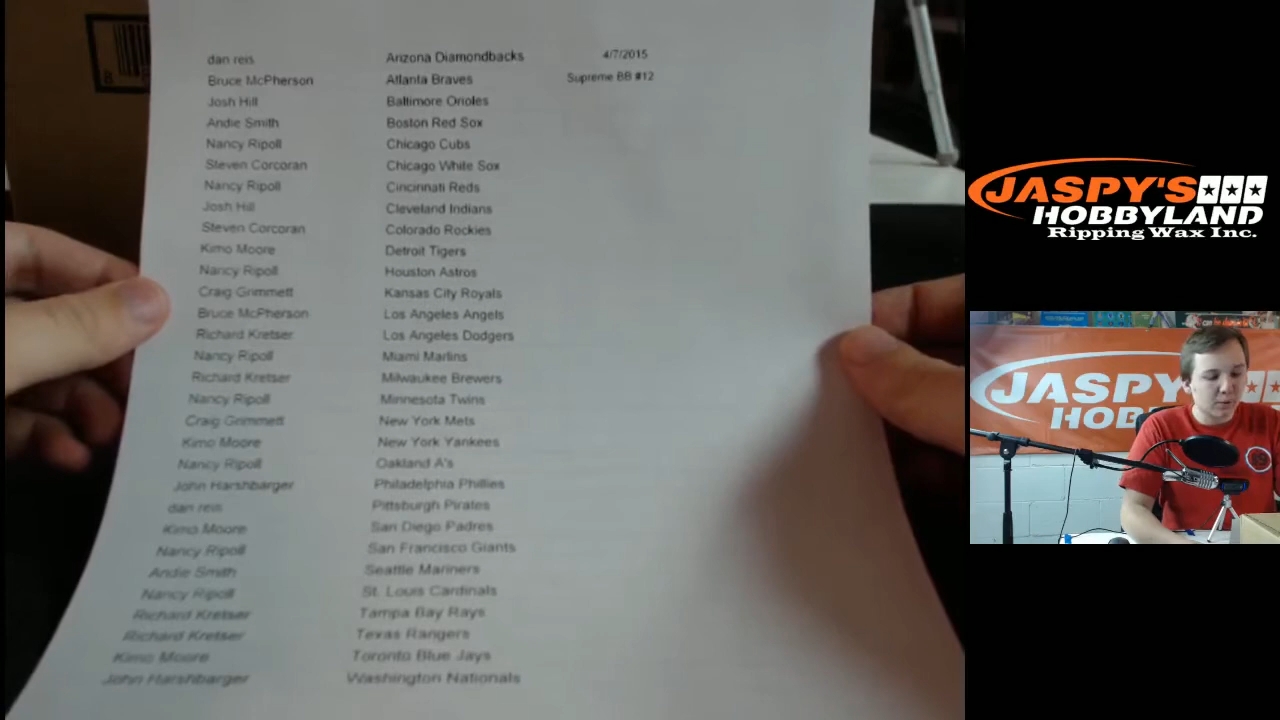 dan reis Arizona Diamondbacks 4/7/2015
Bruce McPherson Atlanta Braves Supreme BB #12
Josh Hill Baltimore Orioles
Andie Smith Boston Red Sox
Nancy Ripoll Chicago Cubs
Steven Corcoran Chicago White Sox
Nancy Ripoll Cincinnati Reds
Josh Hill Cleveland Indians
Steven Corcoran Colorado Rockies
Kimo Moore Detroit Tigers
Nancy Ripoll Houston Astros
Craig Grimmett Kansas City Royals
Bruce McPherson Los Angeles Angels
Richard Kretser Los Angeles Dodgers
Nancy Ripoll Miami Marlins
Richard Kretser Milwaukee Brewers
Nancy Ripoll Minnesota Twins
Craig Grimmett New York Mets
Kimo Moore New York Yankees
Nancy Ripoll Oakland A's
John Harshbarger Philadelphia Phillies
dan reis Pittsburgh Pirates
Kimo Moore San Diego Padres
Nancy Ripoll San Francisco Giants
Andie Smith Seattle Mariners
Nancy Ripoll St. Louis Cardinals
Richard Kretser Tampa Bay Rays
Richard Kretser Texas Rangers
Kimo Moore Toronto Blue Jays
John Harshbarger Washington Nationals
JASPY'S
HOBBYLAND
Ripping Wax Inc.
JASPY
HOB